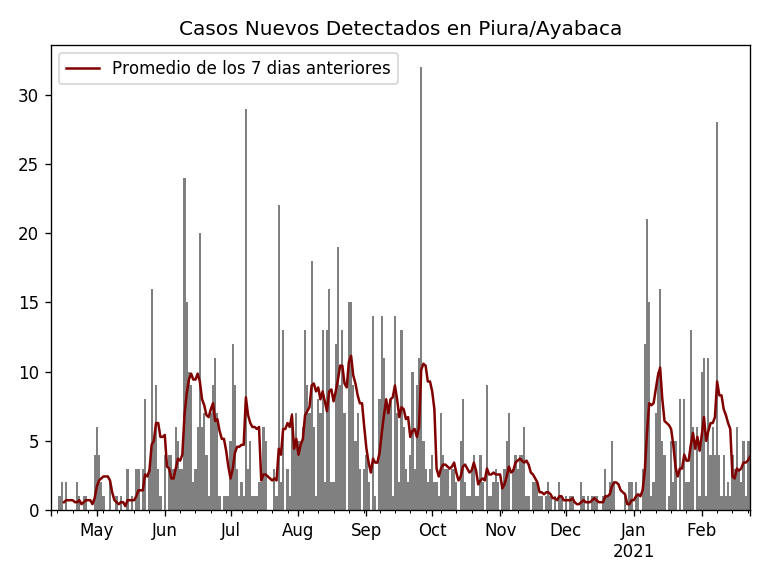 Casos Nuevos Detectados en Piura/Ayabaca
Promedio de los 7 dias anteriores
30
25
20
15
10
5
0
May Jun Jul Aug Sep Oct Nov Dec Jan Feb
2021